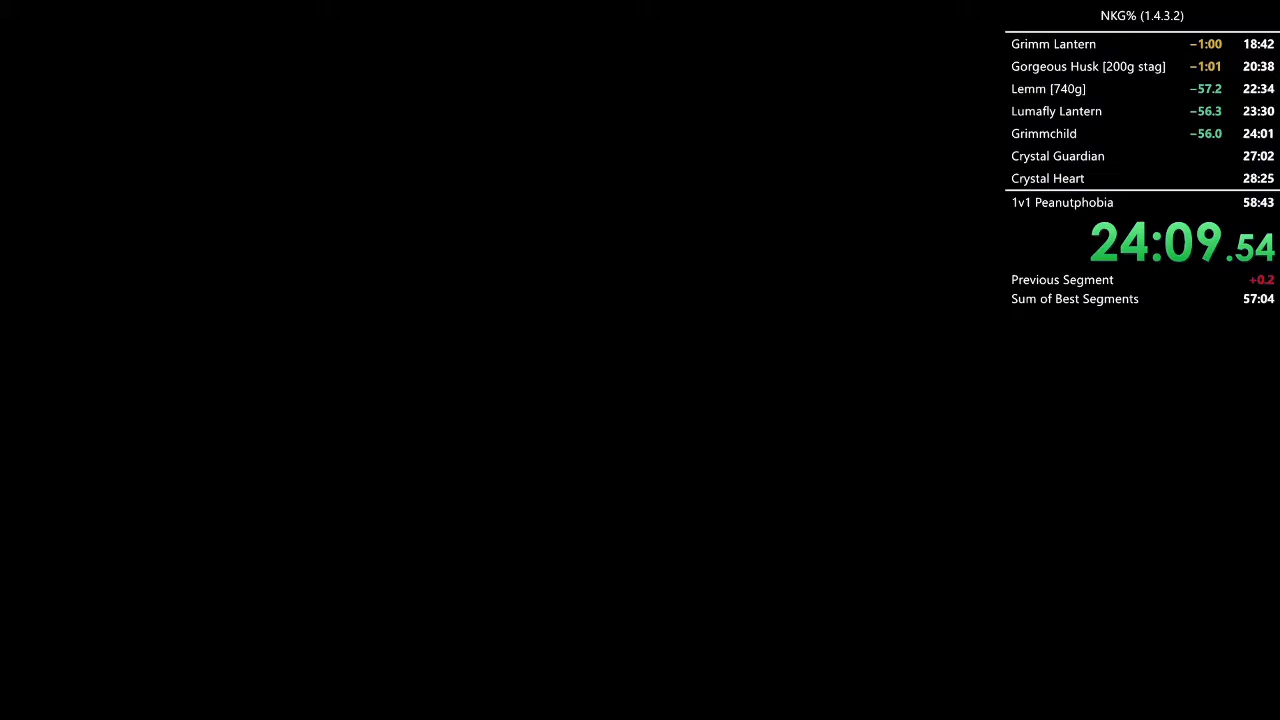 NKG% (1.4.3.2)
Grimm Lantern −1:00 18:42
Gorgeous Husk [200g stag] −1:01 20:38
Lemm [740g] −57.2 22:34
Lumafly Lantern −56.3 23:30
Grimmchild −56.0 24:01
Crystal Guardian 27:02
Crystal Heart 28:25
1v1 Peanutphobia 58:43
24:09.54
Previous Segment +0.2
Sum of Best Segments 57:04